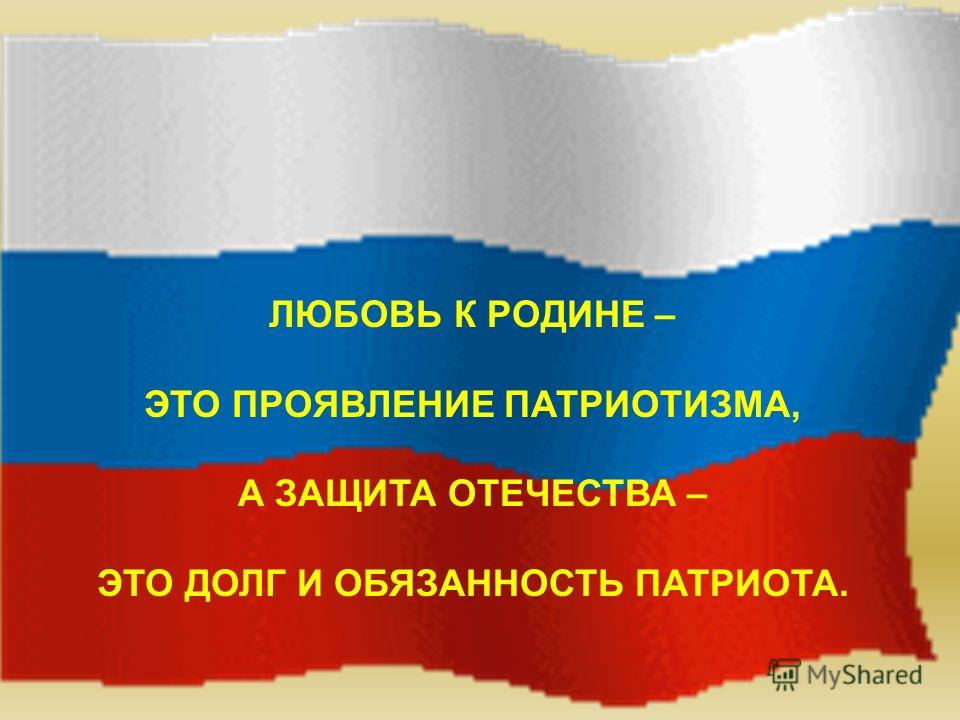 ЛЮБОВЬ К РОДИНЕ –
ЭТО ПРОЯВЛЕНИЕ ПАТРИОТИЗМА,
А ЗАЩИТА ОТЕЧЕСТВА –
ЭТО ДОЛГ И ОБЯЗАННОСТЬ ПАТРИОТА.
MyShared